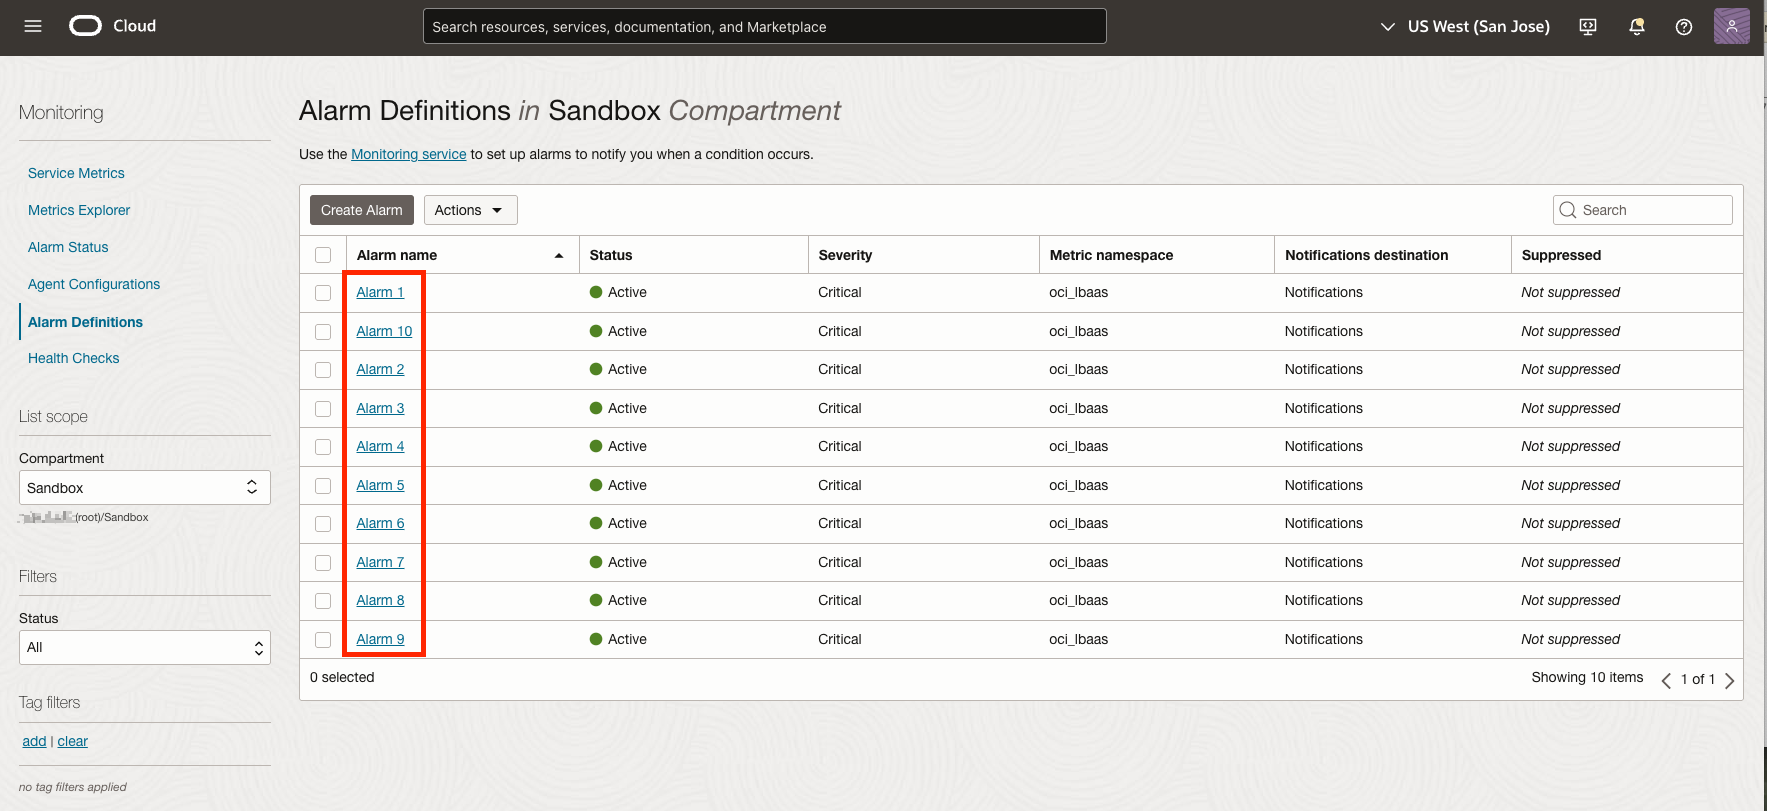 Cloud
Search resources, services, documentation, and Marketplace
US West (San Jose)
Monitoring
Service Metrics
Metrics Explorer
Alarm Status
Agent Configurations
Alarm Definitions
Health Checks
List scope
Compartment
Sandbox
(root)/Sandbox
Filters
Status
All
Tag filters
add | clear
no tag filters applied
Alarm Definitions in Sandbox Compartment
Use the Monitoring service to set up alarms to notify you when a condition occurs.
Create Alarm Actions Search
Alarm name Status Severity Metric namespace Notifications destination Suppressed
Alarm 1 Active Critical oci_lbaas Notifications Not suppressed
Alarm 10 Active Critical oci_lbaas Notifications Not suppressed
Alarm 2 Active Critical oci_lbaas Notifications Not suppressed
Alarm 3 Active Critical oci_lbaas Notifications Not suppressed
Alarm 4 Active Critical oci_lbaas Notifications Not suppressed
Alarm 5 Active Critical oci_lbaas Notifications Not suppressed
Alarm 6 Active Critical oci_lbaas Notifications Not suppressed
Alarm 7 Active Critical oci_lbaas Notifications Not suppressed
Alarm 8 Active Critical oci_lbaas Notifications Not suppressed
Alarm 9 Active Critical oci_lbaas Notifications Not suppressed
0 selected Showing 10 items 1 of 1